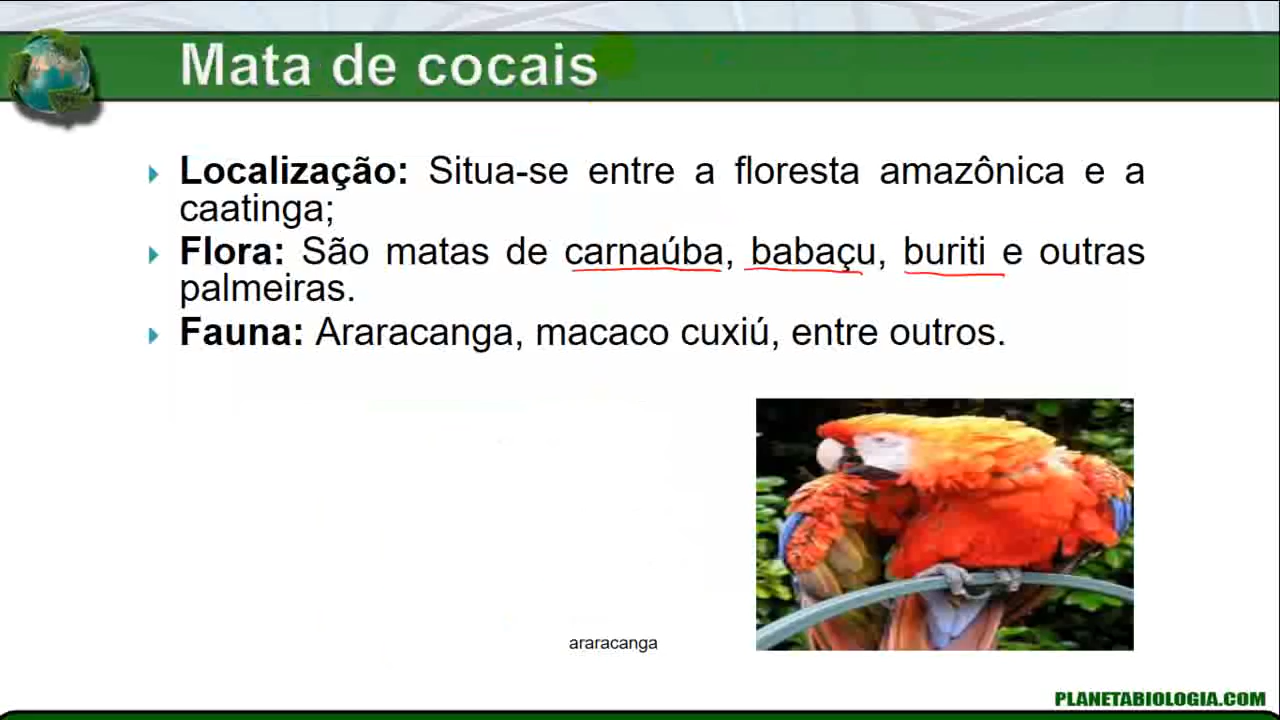 Mata de cocais
Localização: Situa-se entre a floresta amazônica e a
caatinga;
Flora: São matas de carnaúba, babaçu, buriti e outras
palmeiras.
Fauna: Araracanga, macaco cuxiú, entre outros.
araracanga
PLANETABIOLOGIA.COM